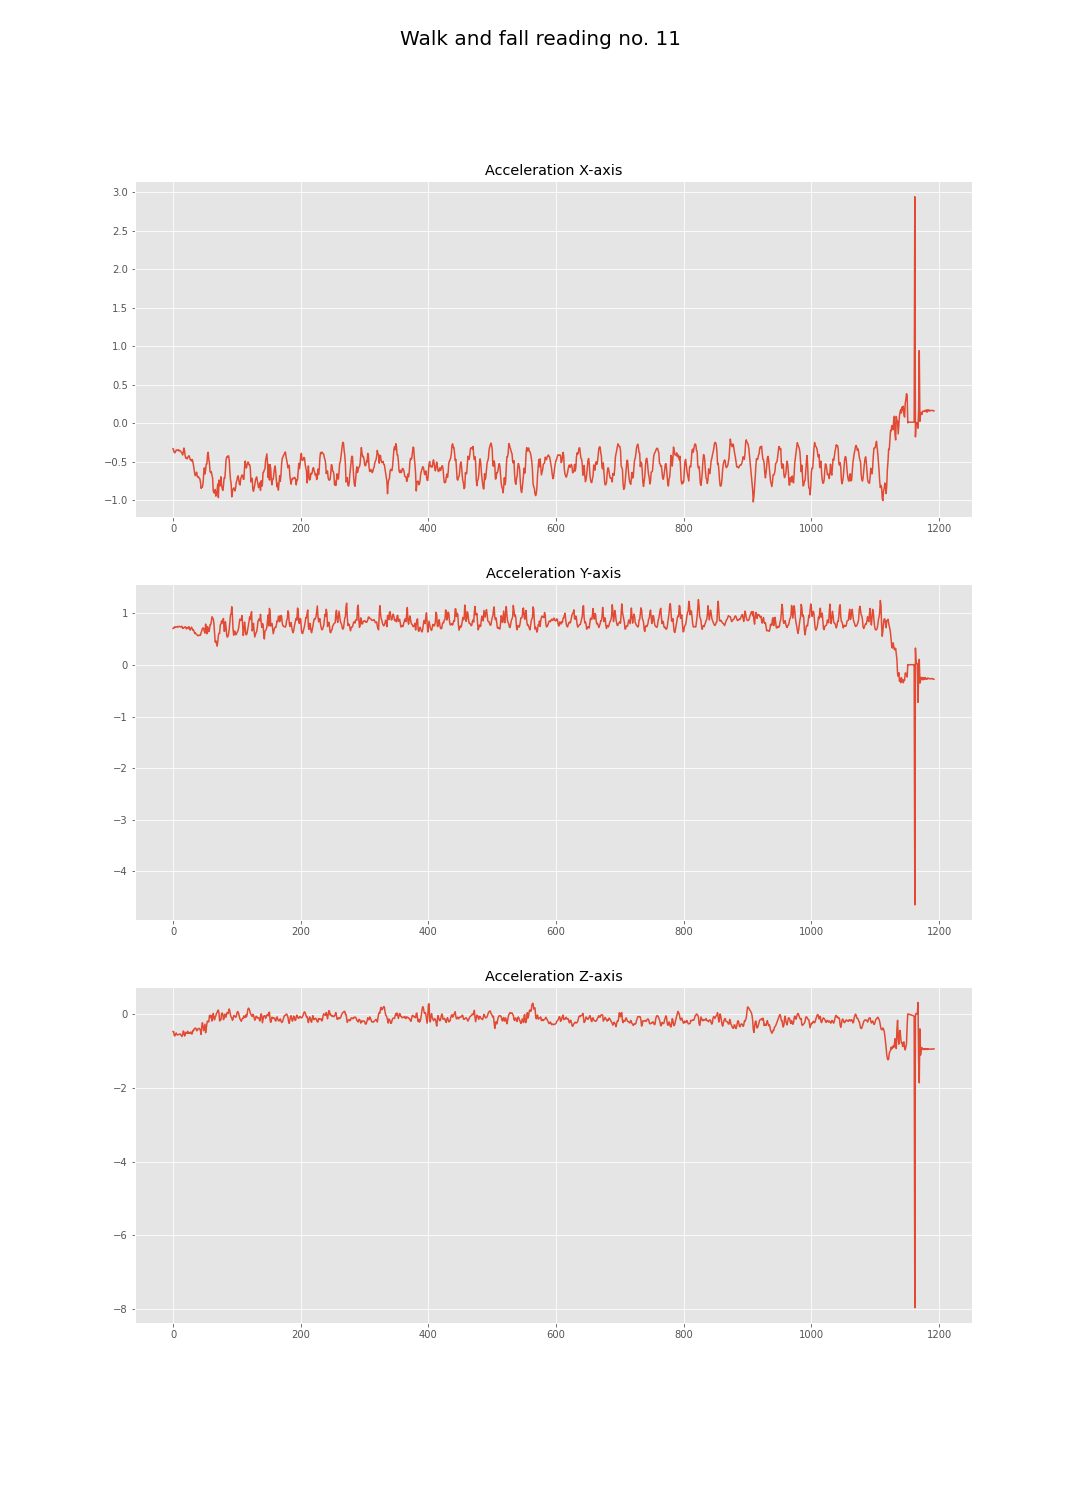 Walk and fall reading no. 11
Acceleration X-axis
3.0
2.5
2.0
1.5
1.0
0.5
0.0
−0.5
−1.0
0 200 400 600 800 1000 1200
Acceleration Y-axis
1
0
−1
−2
−3
−4
0 200 400 600 800 1000 1200
Acceleration Z-axis
0
−2
−4
−6
−8
0 200 400 600 800 1000 1200